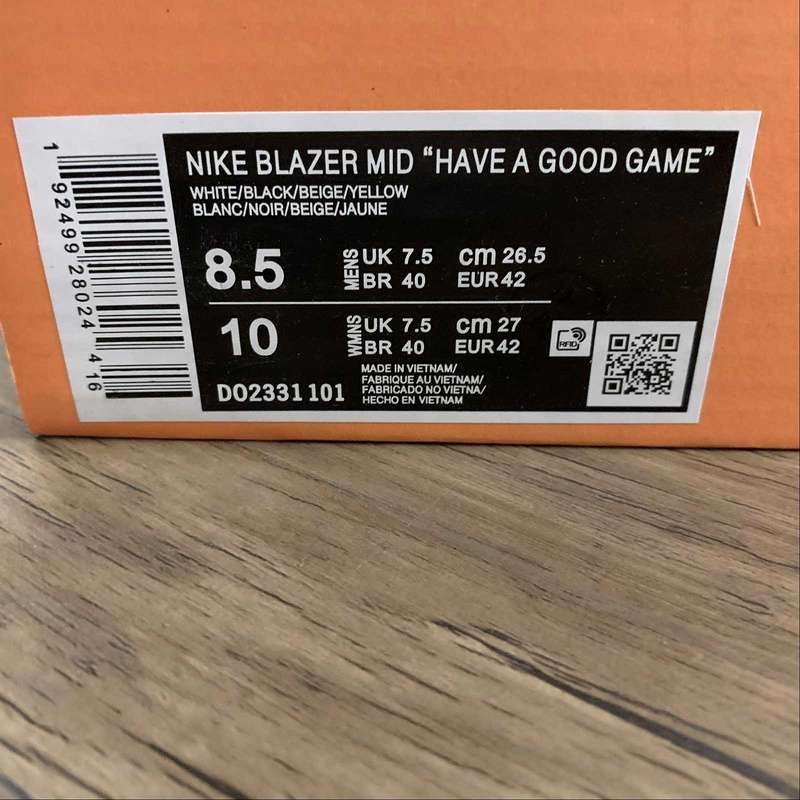 NIKE BLAZER MID “HAVE A GOOD GAME”
WHITE/BLACK/BEIGE/YELLOW
BLANC/NOIR/BEIGE/JAUNE
8.5
MENS
UK 7.5 cm 26.5
BR 40 EUR 42
10
WMNS
UK 7.5 cm 27
BR 40 EUR 42
RFID
DO2331 101
MADE IN VIETNAM/
FABRIQUE AU VIETNAM/
FABRICADO NO VIETNA/
HECHO EN VIETNAM
1 92499 28024 416